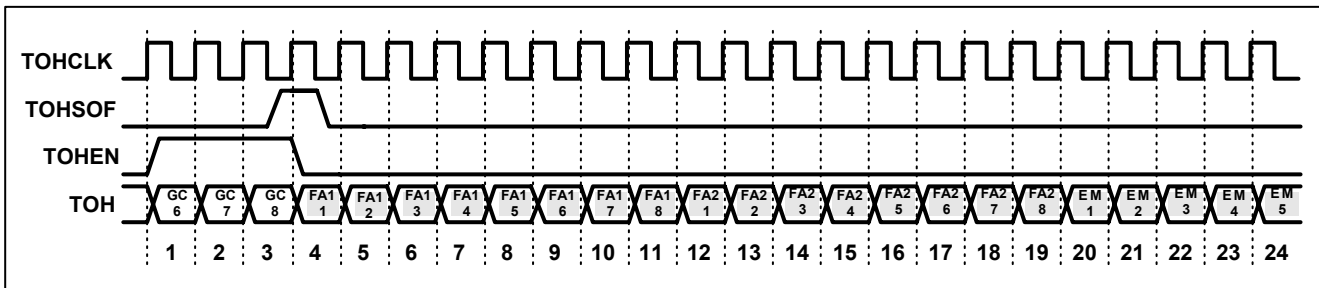 TOHCLK
TOHSOF
TOHEN
TOH
GC 6 GC 7 GC 8 FA1 1 FA1 2 FA1 3 FA1 4 FA1 5 FA1 6 FA1 7 FA1 8 FA2 1 FA2 2 FA2 3 FA2 4 FA2 5 FA2 6 FA2 7 FA2 8 EM 1 EM 2 EM 3 EM 4 EM 5
1 2 3 4 5 6 7 8 9 10 11 12 13 14 15 16 17 18 19 20 21 22 23 24